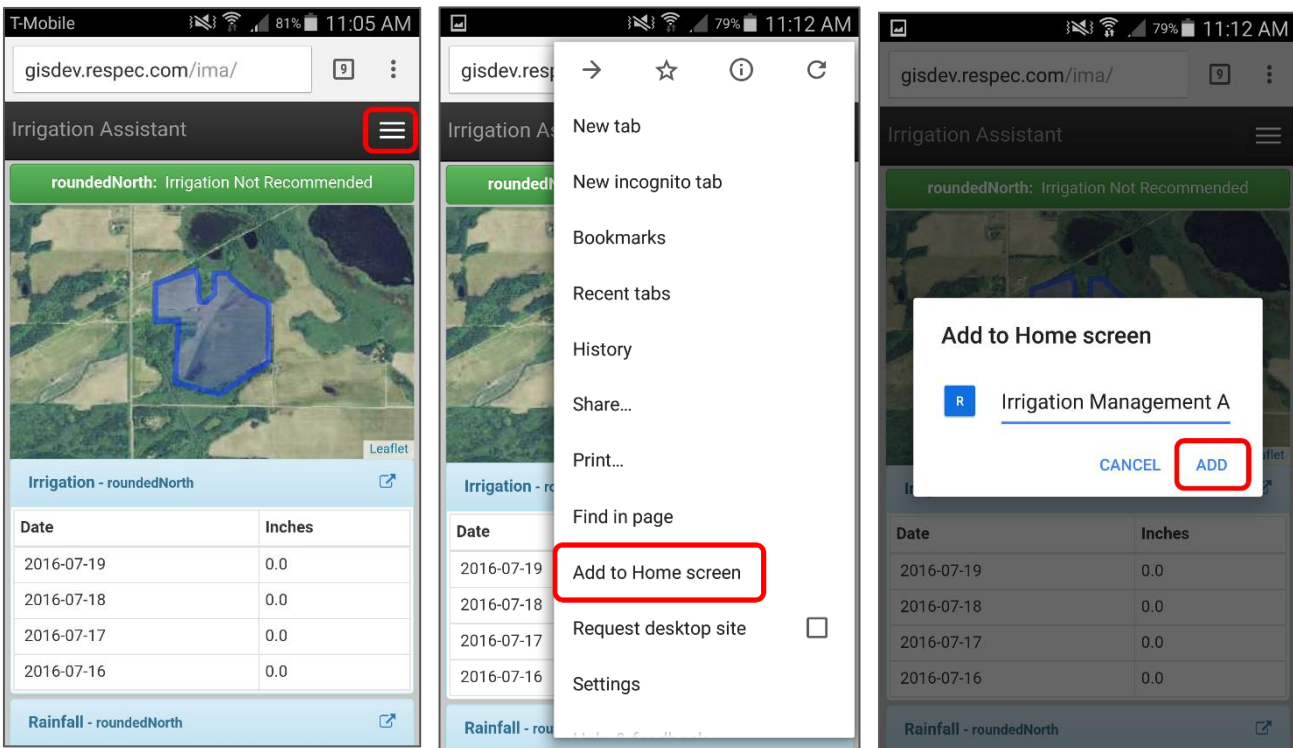 T-Mobile 81% 11:05 AM
gisdev.respec.com/ima/ 9
Irrigation Assistant
roundedNorth: Irrigation Not Recommended
Leaflet
Irrigation - roundedNorth
Date Inches
2016-07-19 0.0
2016-07-18 0.0
2016-07-17 0.0
2016-07-16 0.0
Rainfall - roundedNorth
79% 11:12 AM
gisdev.resp
Irrigation As
roundedN
Irrigation - ro
Date
2016-07-19
2016-07-18
2016-07-17
2016-07-16
Rainfall - rou
New tab
New incognito tab
Bookmarks
Recent tabs
History
Share...
Print...
Find in page
Add to Home screen
Request desktop site
Settings
79% 11:12 AM
gisdev.respec.com/ima/ 9
Irrigation Assistant
roundedNorth: Irrigation Not Recommended
Add to Home screen
R Irrigation Management A
CANCEL ADD
aflet
Ir
Date Inches
2016-07-19 0.0
2016-07-18 0.0
2016-07-17 0.0
2016-07-16 0.0
Rainfall - roundedNorth